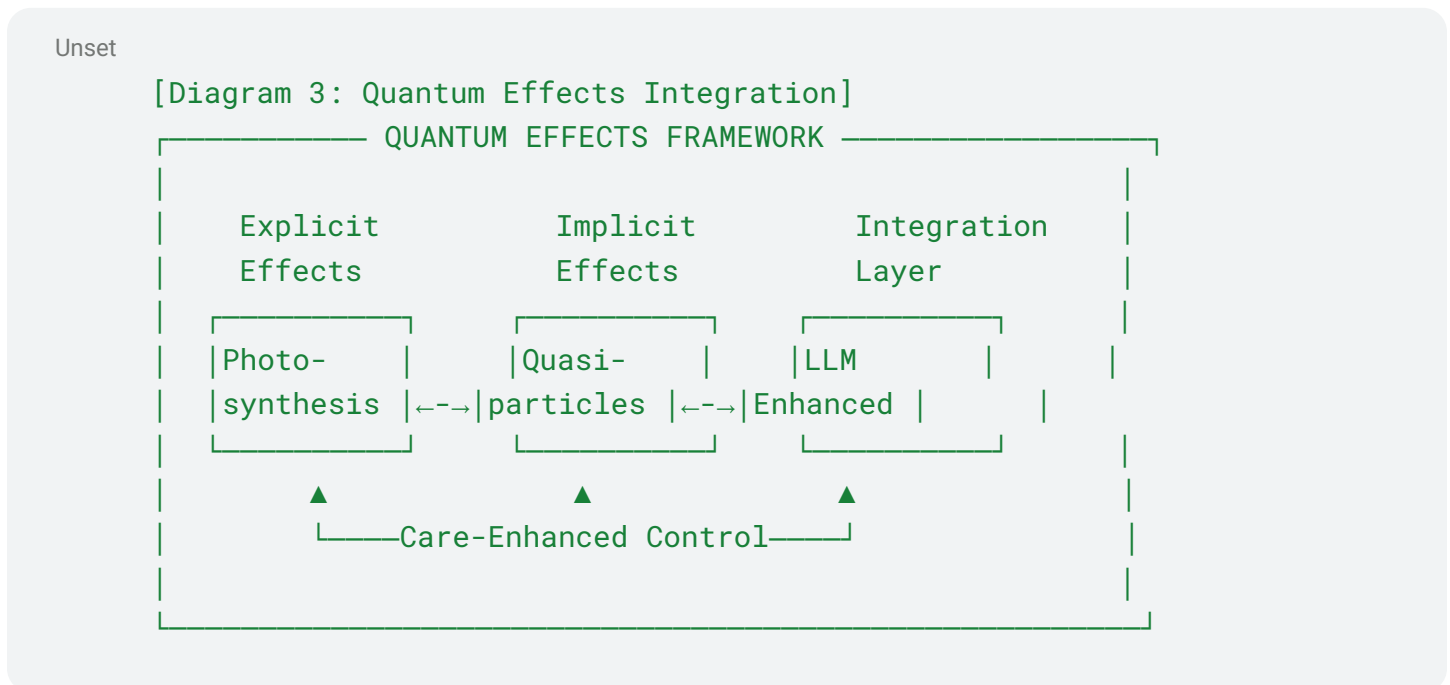 Unset
[Diagram 3: Quantum Effects Integration]
┌─────────── QUANTUM EFFECTS FRAMEWORK ─────────────────┐
│ │
│ Explicit Implicit Integration │
│ Effects Effects Layer │
│ ┌───────────┐ ┌───────────┐ ┌───────────┐ │
│ │Photo- │ │Quasi- │ │LLM │ │
│ │synthesis │←-→│particles │←-→│Enhanced │ │
│ └───────────┘ └───────────┘ └───────────┘ │
│ ▲ ▲ ▲ │
│ └────Care-Enhanced Control────┘ │
│ │
└───────────────────────────────────────────────────────┘